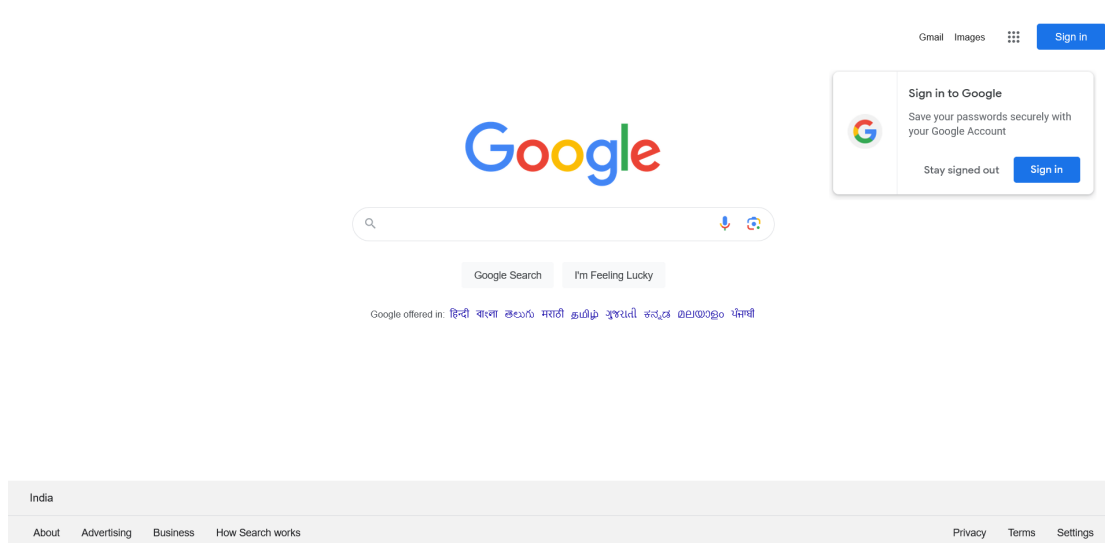 Gmail Images Sign in
Sign in to Google
Save your passwords securely with
your Google Account
Stay signed out Sign in
Google
Google Search I'm Feeling Lucky
Google offered in: हिन्दी বাংলা తెలుగు मराठी தமிழ் ગુજરાતી ಕನ್ನಡ മലയാളം ਪੰਜਾਬੀ
India
About Advertising Business How Search works Privacy Terms Settings